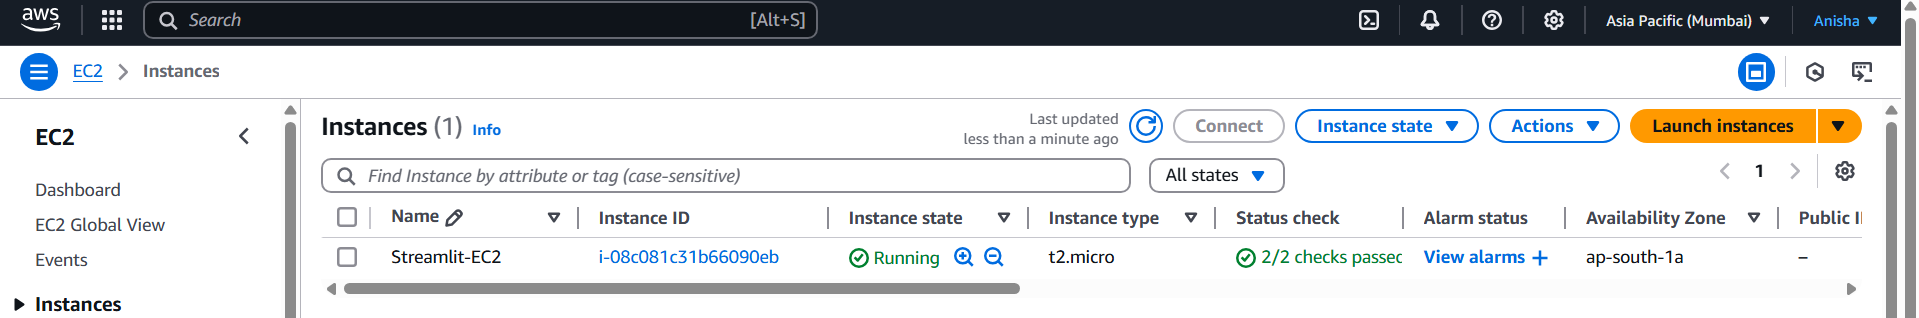 aws Search [Alt+S] Asia Pacific (Mumbai) Anisha
EC2 Instances
EC2
Dashboard
EC2 Global View
Events
Instances
Instances (1) Info
Last updated
less than a minute ago
Connect Instance state Actions Launch instances
Find Instance by attribute or tag (case-sensitive) All states 1
Name Instance ID Instance state Instance type Status check Alarm status Availability Zone Public I
Streamlit-EC2 i-08c081c31b66090eb Running t2.micro 2/2 checks passec View alarms + ap-south-1a –